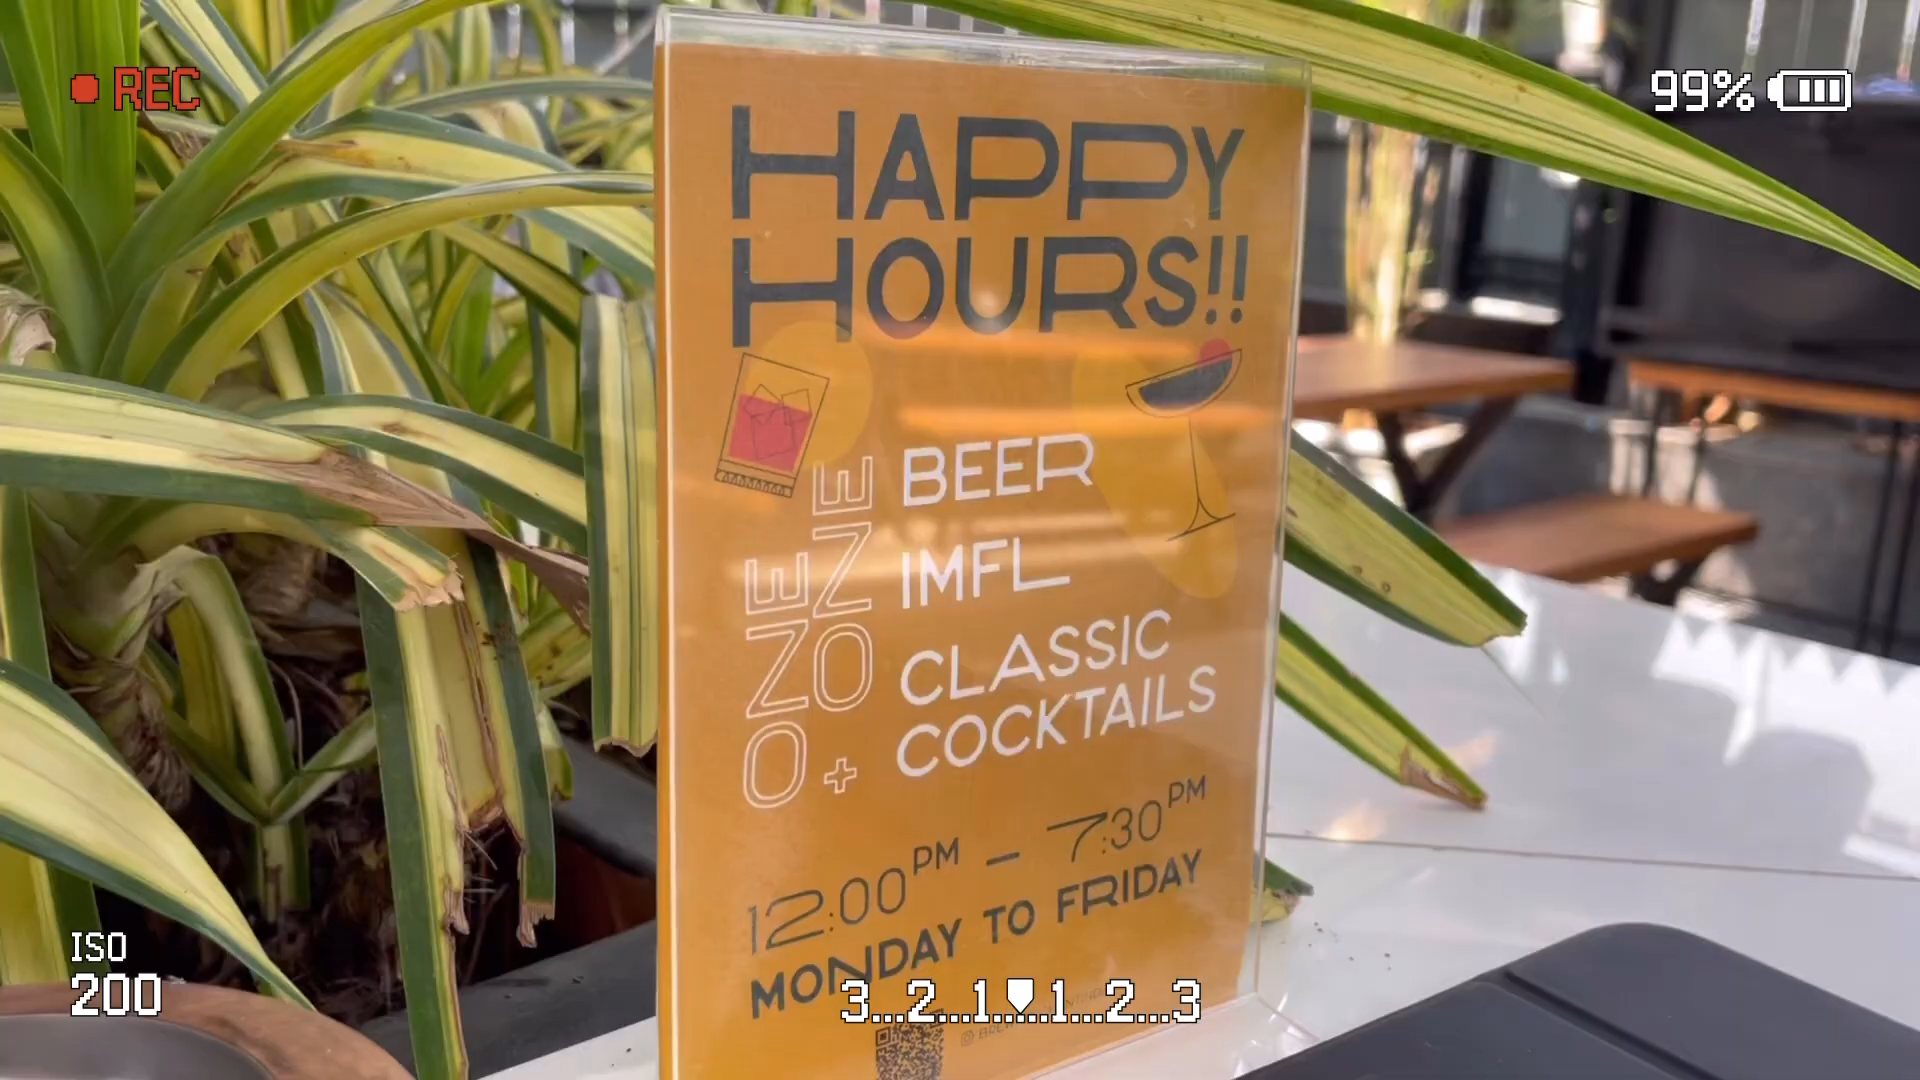 REC
99%
HAPPY
HOURS!!
ONE + ONE
BEER
IMFL
CLASSIC
COCKTAILS
12:00PM – 7:30PM
MONDAY TO FRIDAY
ISO
200
3...2...1...1...2...3